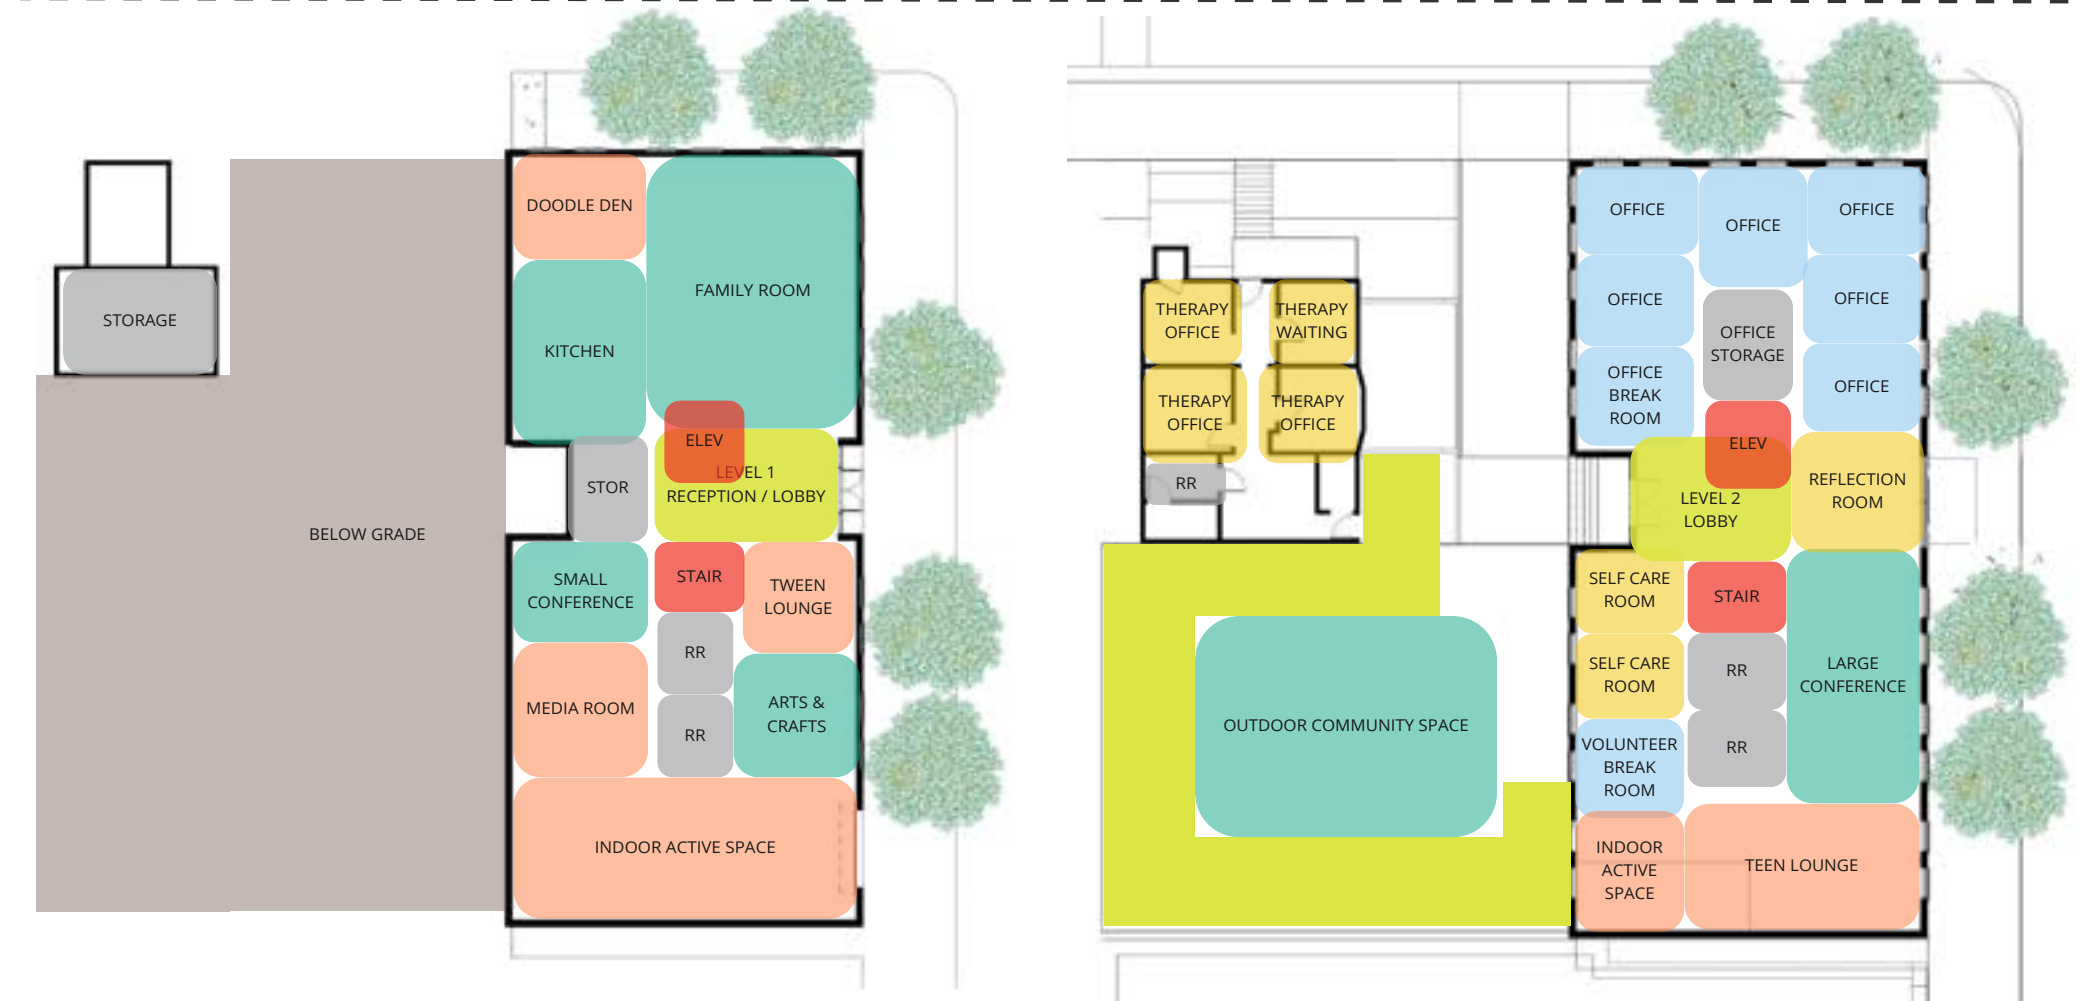 DOODLE DEN
FAMILY ROOM
STORAGE
KITCHEN
ELEV
LEVEL 1
RECEPTION / LOBBY
STOR
BELOW GRADE
SMALL
CONFERENCE
STAIR
TWEEN
LOUNGE
RR
MEDIA ROOM
ARTS &
CRAFTS
RR
INDOOR ACTIVE SPACE
THERAPY
OFFICE
THERAPY
WAITING
THERAPY
OFFICE
THERAPY
OFFICE
RR
OUTDOOR COMMUNITY SPACE
OFFICE
OFFICE
OFFICE
OFFICE
OFFICE
STORAGE
OFFICE
OFFICE
BREAK
ROOM
OFFICE
ELEV
LEVEL 2
LOBBY
REFLECTION
ROOM
SELF CARE
ROOM
STAIR
SELF CARE
ROOM
RR
LARGE
CONFERENCE
VOLUNTEER
BREAK
ROOM
RR
INDOOR
ACTIVE
SPACE
TEEN LOUNGE